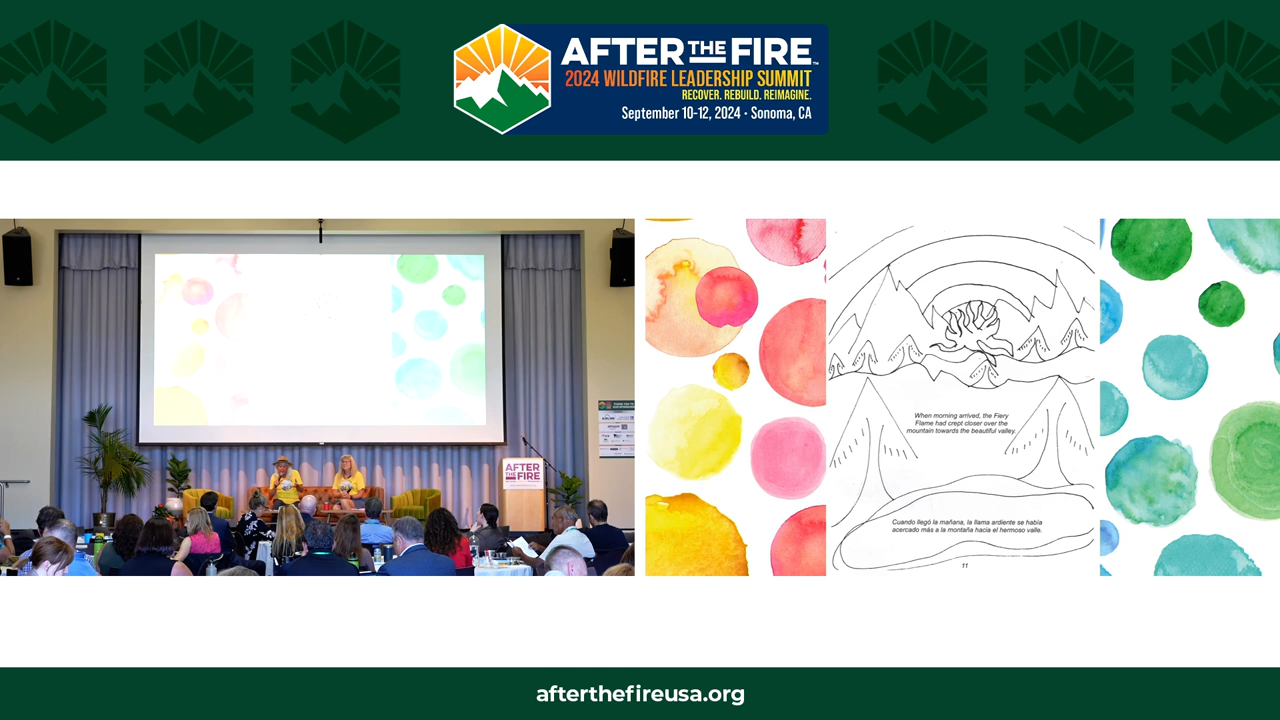 AFTER THE FIRE™
2024 WILDFIRE LEADERSHIP SUMMIT
RECOVER. REBUILD. REIMAGINE.
September 10-12, 2024 · Sonoma, CA
AFTER
THE FIRE
When morning arrived, the Fiery
Flame had crept closer over the
mountain towards the beautiful valley.
Cuando llegó la mañana, la llama ardiente se había
acercado más a la montaña hacia el hermoso valle.
11
afterthefireusa.org